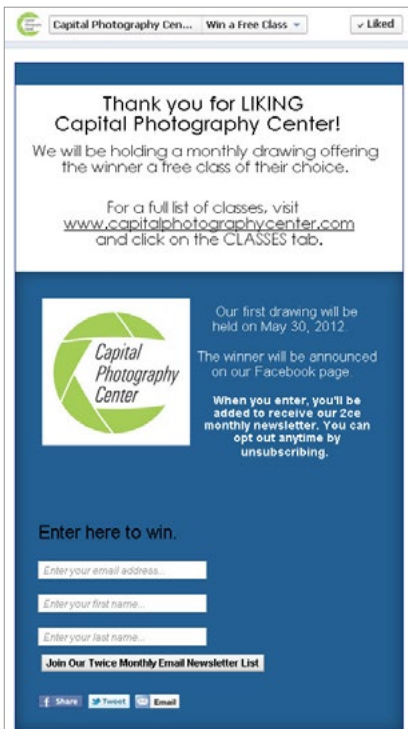 Capital Photography Cen... Win a Free Class
Liked
Thank you for LIKING
Capital Photography Center!
We will be holding a monthly drawing offering
the winner a free class of their choice.
For a full list of classes, visit
www.capitalphotographycenter.com
and click on the CLASSES tab.
Capital
Photography
Center
Our first drawing will be
held on May 30, 2012.
The winner will be announced
on our Facebook page.
When you enter, you'll be
added to receive our 2ce
monthly newsletter. You can
opt out anytime by
unsubscribing.
Enter here to win.
Enter your email address...
Enter your first name...
Enter your last name...
Join Our Twice Monthly Email Newsletter List
Share Tweet Email